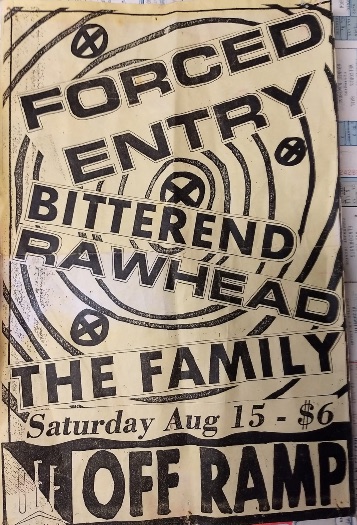 FORCED
ENTRY
BITTEREND
RAWHEAD
THE FAMILY
Saturday Aug 15 - $6
OFF RAMP